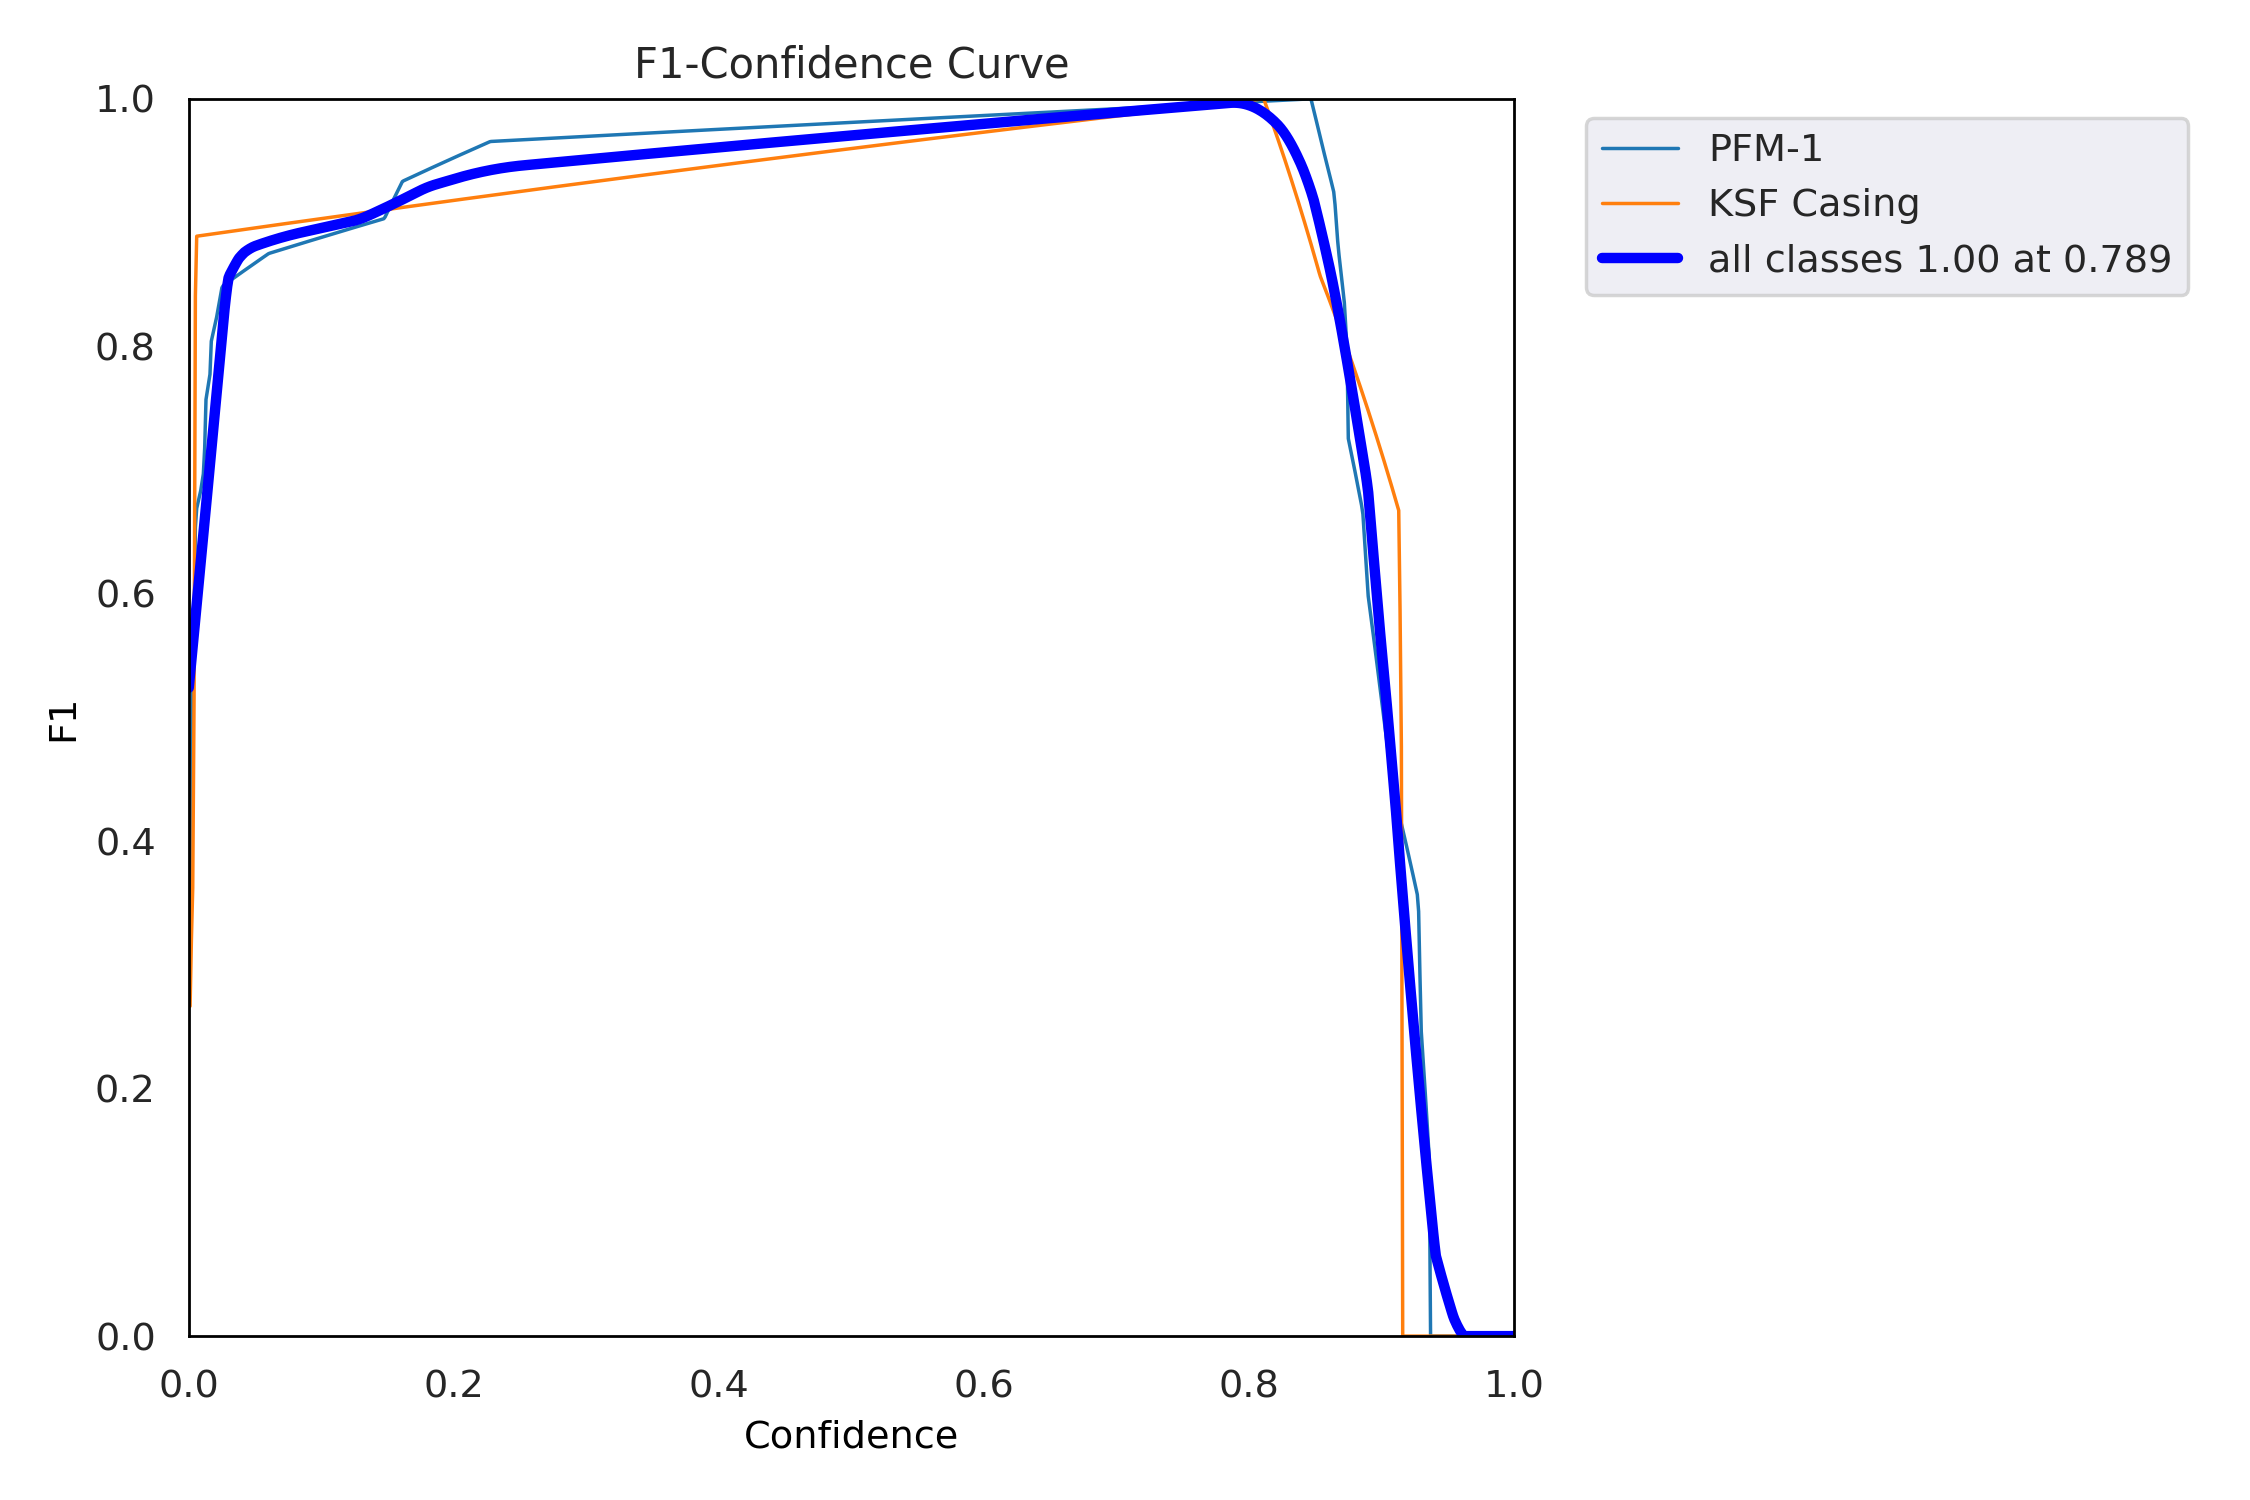 F1-Confidence Curve
1.0
0.8
0.6
0.4
0.2
0.0
F1
0.0 0.2 0.4 0.6 0.8 1.0
Confidence
PFM-1
KSF Casing
all classes 1.00 at 0.789